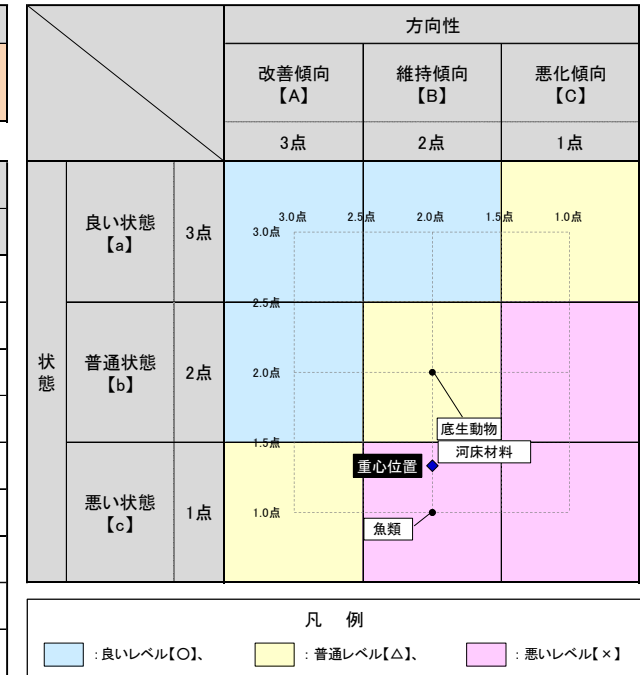 方向性
改善傾向
【A】
維持傾向
【B】
悪化傾向
【C】
3点
2点
1点
状態
良い状態
【a】
3点
3.0点
2.5点
2.0点
1.5点
1.0点
3.0点
2.5点
普通状態
【b】
2点
2.0点
底生動物
1.5点
河床材料
重心位置
悪い状態
【c】
1点
1.0点
魚類
凡 例
：良いレベル【○】、
：普通レベル【△】、
：悪いレベル【×】